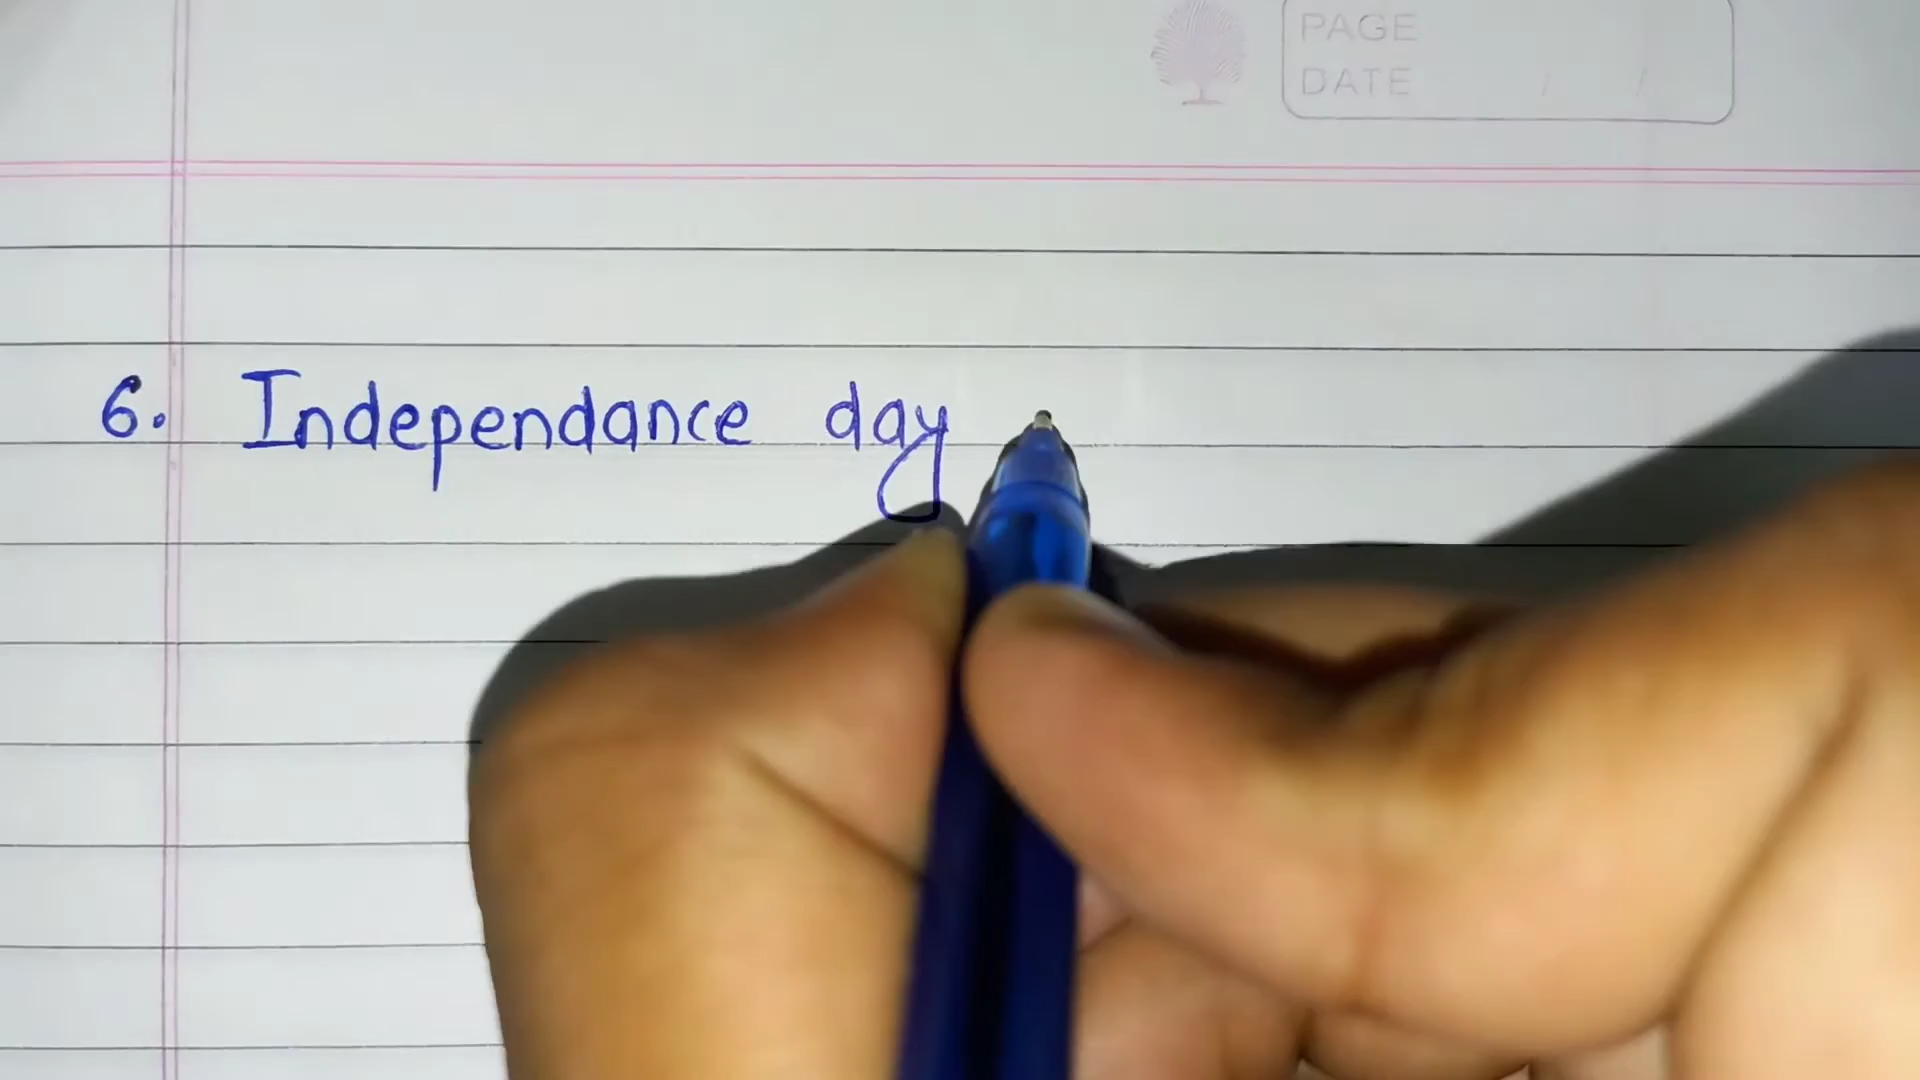 PAGE
DATE / /
6. Independance day